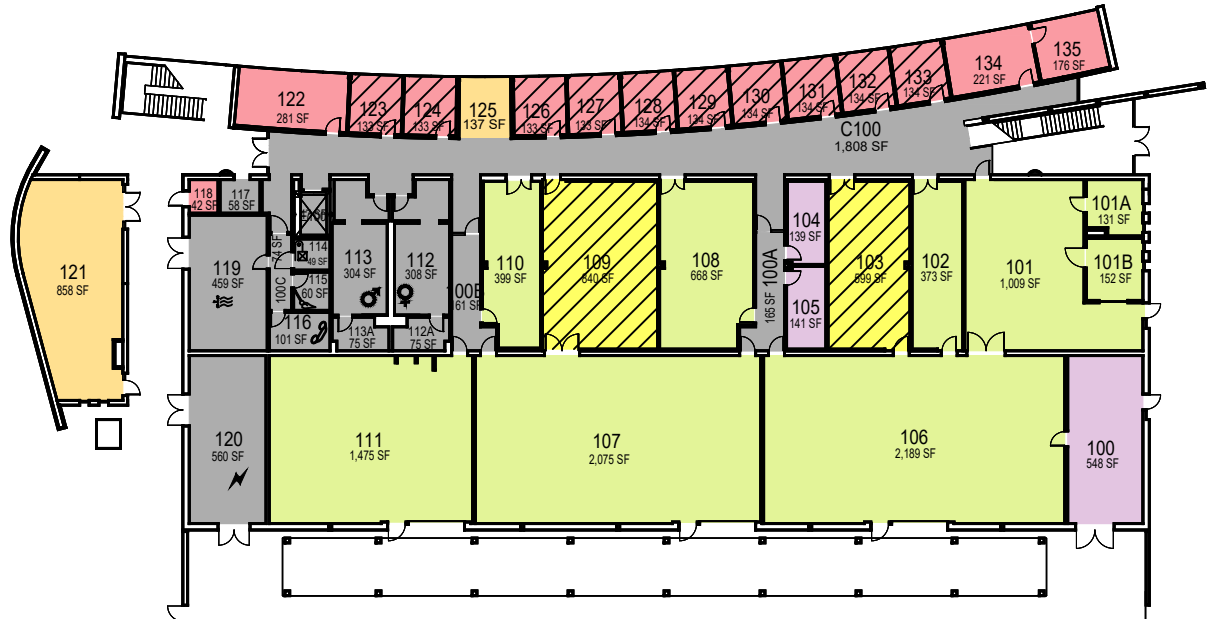 122
281 SF
123
133 SF
124
133 SF
125
137 SF
126
133 SF
127
133 SF
128
134 SF
129
134 SF
130
134 SF
131
134 SF
132
134 SF
133
134 SF
134
221 SF
135
176 SF
C100
1,808 SF
118
42 SF
117
58 SF
119
459 SF
74 SF
100C
114
49 SF
115
60 SF
116
101 SF
113
304 SF
113A
75 SF
112
308 SF
112A
75 SF
110
399 SF
109
640 SF
108
668 SF
100A
165 SF
104
139 SF
105
141 SF
103
599 SF
102
373 SF
101
1,009 SF
101A
131 SF
101B
152 SF
121
858 SF
120
560 SF
111
1,475 SF
107
2,075 SF
106
2,189 SF
100
548 SF